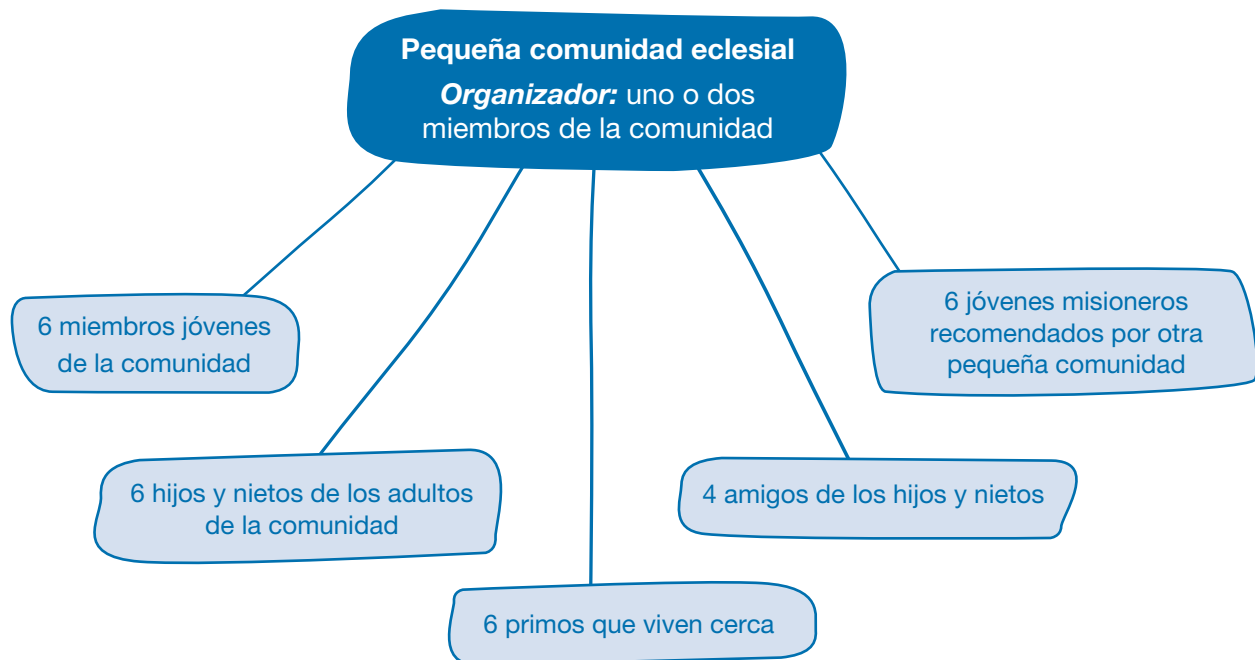 Pequeña comunidad eclesial
Organizador: uno o dos
miembros de la comunidad
6 miembros jóvenes
de la comunidad
6 hijos y nietos de los adultos
de la comunidad
6 primos que viven cerca
4 amigos de los hijos y nietos
6 jóvenes misioneros
recomendados por otra
pequeña comunidad